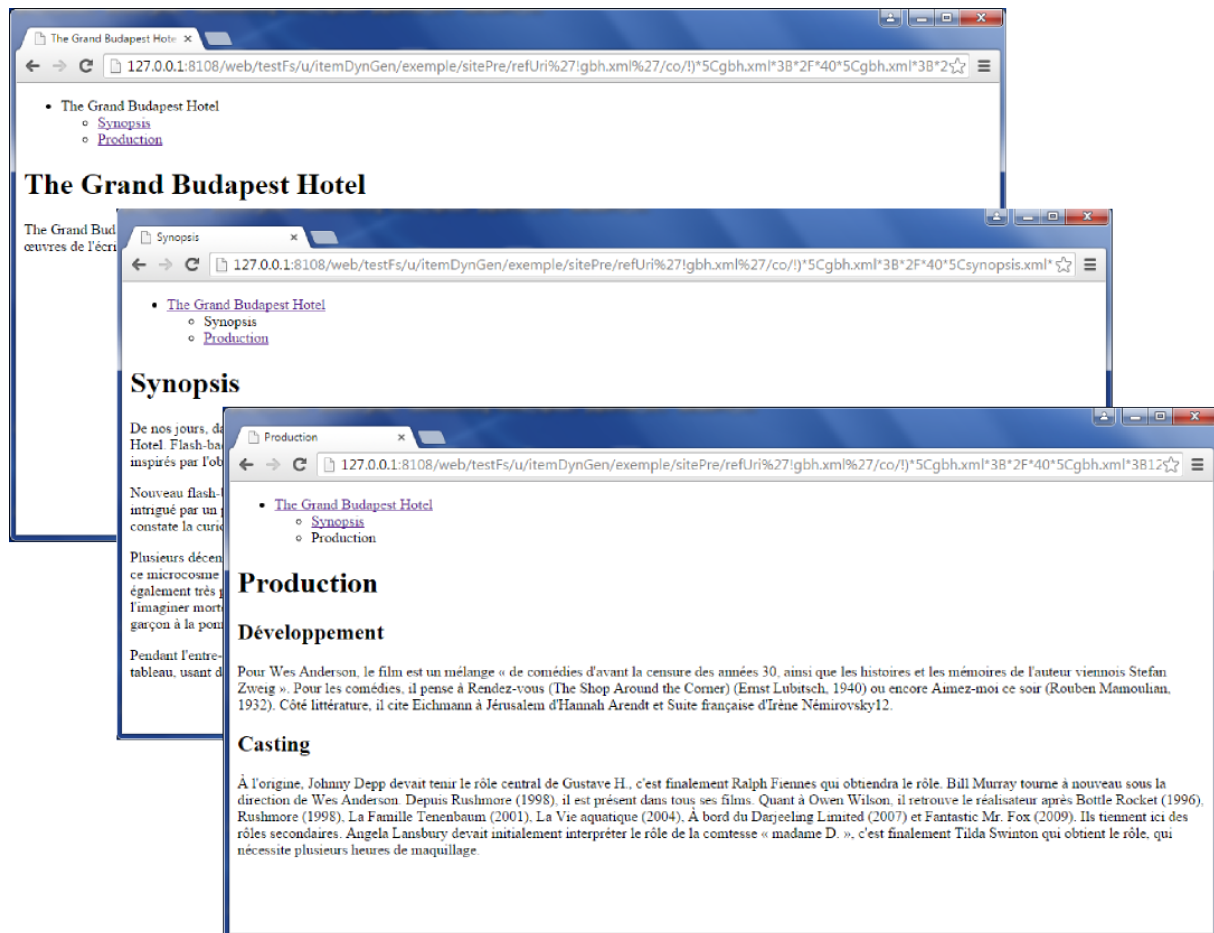 The Grand Budapest Hote
127.0.0.1:8108/web/testFs/u/itemDynGen/exemple/sitePre/refUri%27!gbh.xml%27/co/!)*5Cgbh.xml*3B*2F*40*5Cgbh.xml*3B*2
The Grand Budapest Hotel
Synopsis
Production
The Grand Budapest Hotel
The Grand Bud
œuvres de l'écri
Synopsis
127.0.0.1:8108/web/testFs/u/itemDynGen/exemple/sitePre/refUri%27!gbh.xml%27/co/!)*5Cgbh.xml*3B*2F*40*5Csynopsis.xml*
The Grand Budapest Hotel
Synopsis
Production
Synopsis
De nos jours, da
Hotel. Flash-ba
inspirés par l'ob
Nouveau flash-
intrigué par un
constate la curi
Plusieurs décen
ce microcosme
également très
l'imaginer mort
garçon à la pon
Pendant l'entre-
tableau, usant d
Production
127.0.0.1:8108/web/testFs/u/itemDynGen/exemple/sitePre/refUri%27!gbh.xml%27/co/!)*5Cgbh.xml*3B*2F*40*5Cgbh.xml*3B12
The Grand Budapest Hotel
Synopsis
Production
Production
Développement
Pour Wes Anderson, le film est un mélange « de comédies d'avant la censure des années 30, ainsi que les histoires et les mémoires de l'auteur viennois Stefan
Zweig ». Pour les comédies, il pense à Rendez-vous (The Shop Around the Corner) (Ernst Lubitsch, 1940) ou encore Aimez-moi ce soir (Rouben Mamoulian,
1932). Côté littérature, il cite Eichmann à Jérusalem d'Hannah Arendt et Suite française d'Irène Némirovsky12.
Casting
À l'origine, Johnny Depp devait tenir le rôle central de Gustave H., c'est finalement Ralph Fiennes qui obtiendra le rôle. Bill Murray tourne à nouveau sous la
direction de Wes Anderson. Depuis Rushmore (1998), il est présent dans tous ses films. Quant à Owen Wilson, il retrouve le réalisateur après Bottle Rocket (1996),
Rushmore (1998), La Famille Tenenbaum (2001), La Vie aquatique (2004), À bord du Darjeeling Limited (2007) et Fantastic Mr. Fox (2009). Ils tiennent ici des
rôles secondaires. Angela Lansbury devait initialement interpréter le rôle de la comtesse « madame D. », c'est finalement Tilda Swinton qui obtient le rôle, qui
nécessite plusieurs heures de maquillage.